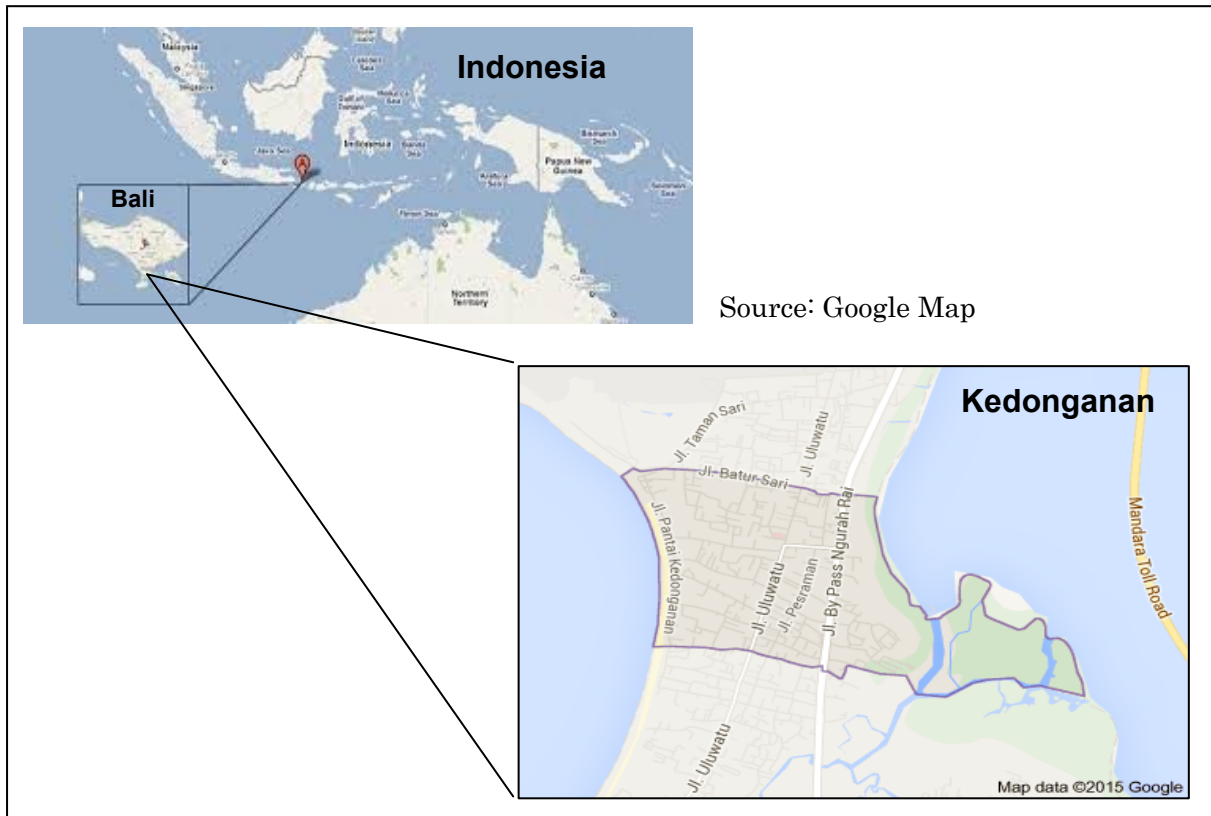 Indonesia
Malaysia
Singapore
Java Sea
Indonesia
Banda Sea
Arafura Sea
Papua New Guinea
Bismarck Sea
Solomon Sea
Timor Sea
Northern Territory
Bali
A
Source: Google Map
Kedonganan
Jl. Taman Sari
Jl. Uluwatu
Jl. Batur Sari
Jl. Pantai Kedonganan
Jl. By Pass Ngurah Rai
Jl. Uluwatu
Jl. Pesraman
Jl. Uluwatu
Mandara Toll Road
Map data ©2015 Google